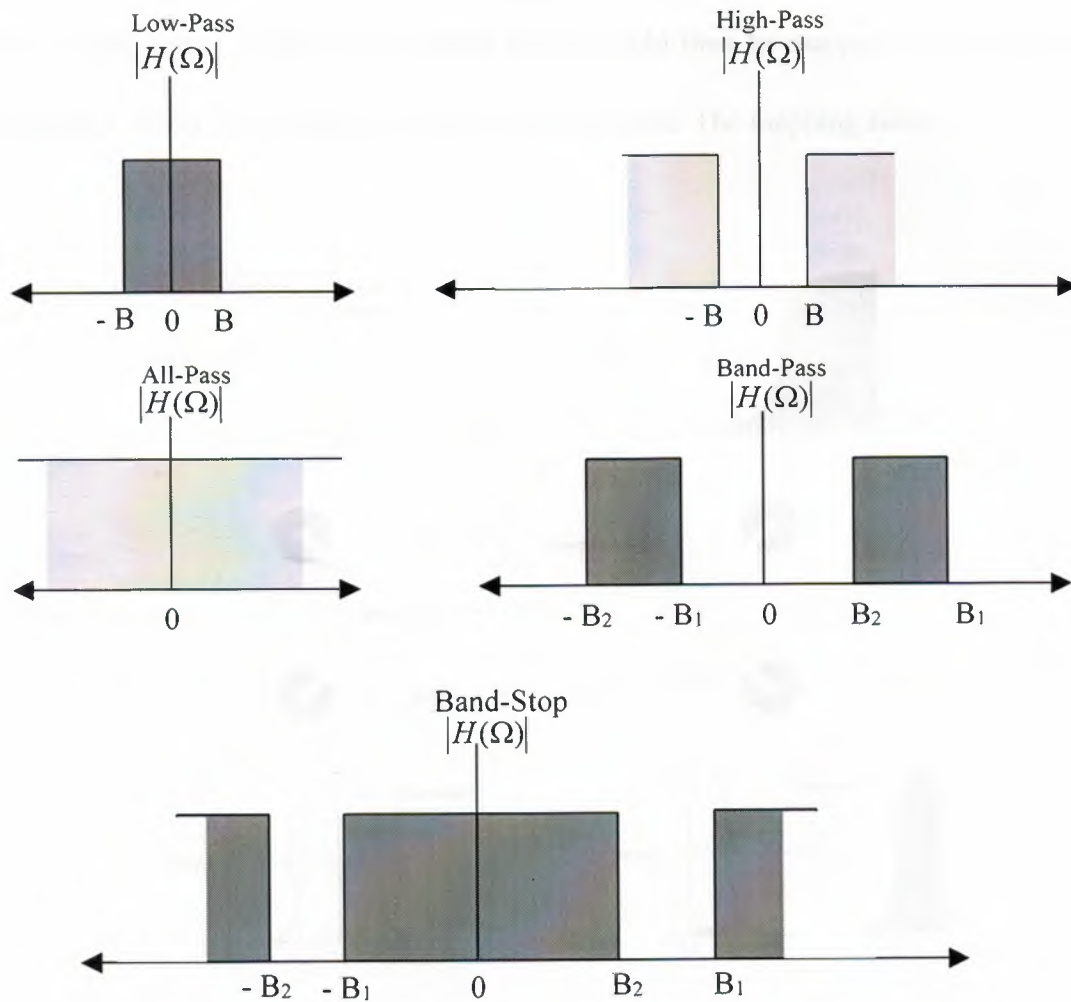 Low-Pass
|H(Ω)|
- B 0 B
High-Pass
|H(Ω)|
- B 0 B
All-Pass
|H(Ω)|
0
Band-Pass
|H(Ω)|
- B₂ - B₁ 0 B₂ B₁
Band-Stop
|H(Ω)|
- B₂ - B₁ 0 B₂ B₁